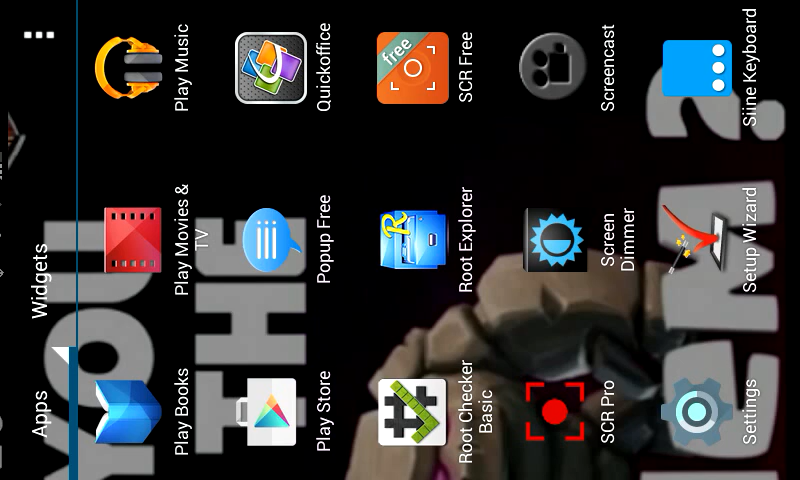 Apps
Widgets
YOU
Play Books
Play Movies &
TV
Play Music
THE
Play Store
Popup Free
Quickoffice
free
R
Root Checker
Basic
Root Explorer
SCR Free
SCR Pro
Screen
Dimmer
Screencast
Settings
Setup Wizard
Siine Keyboard